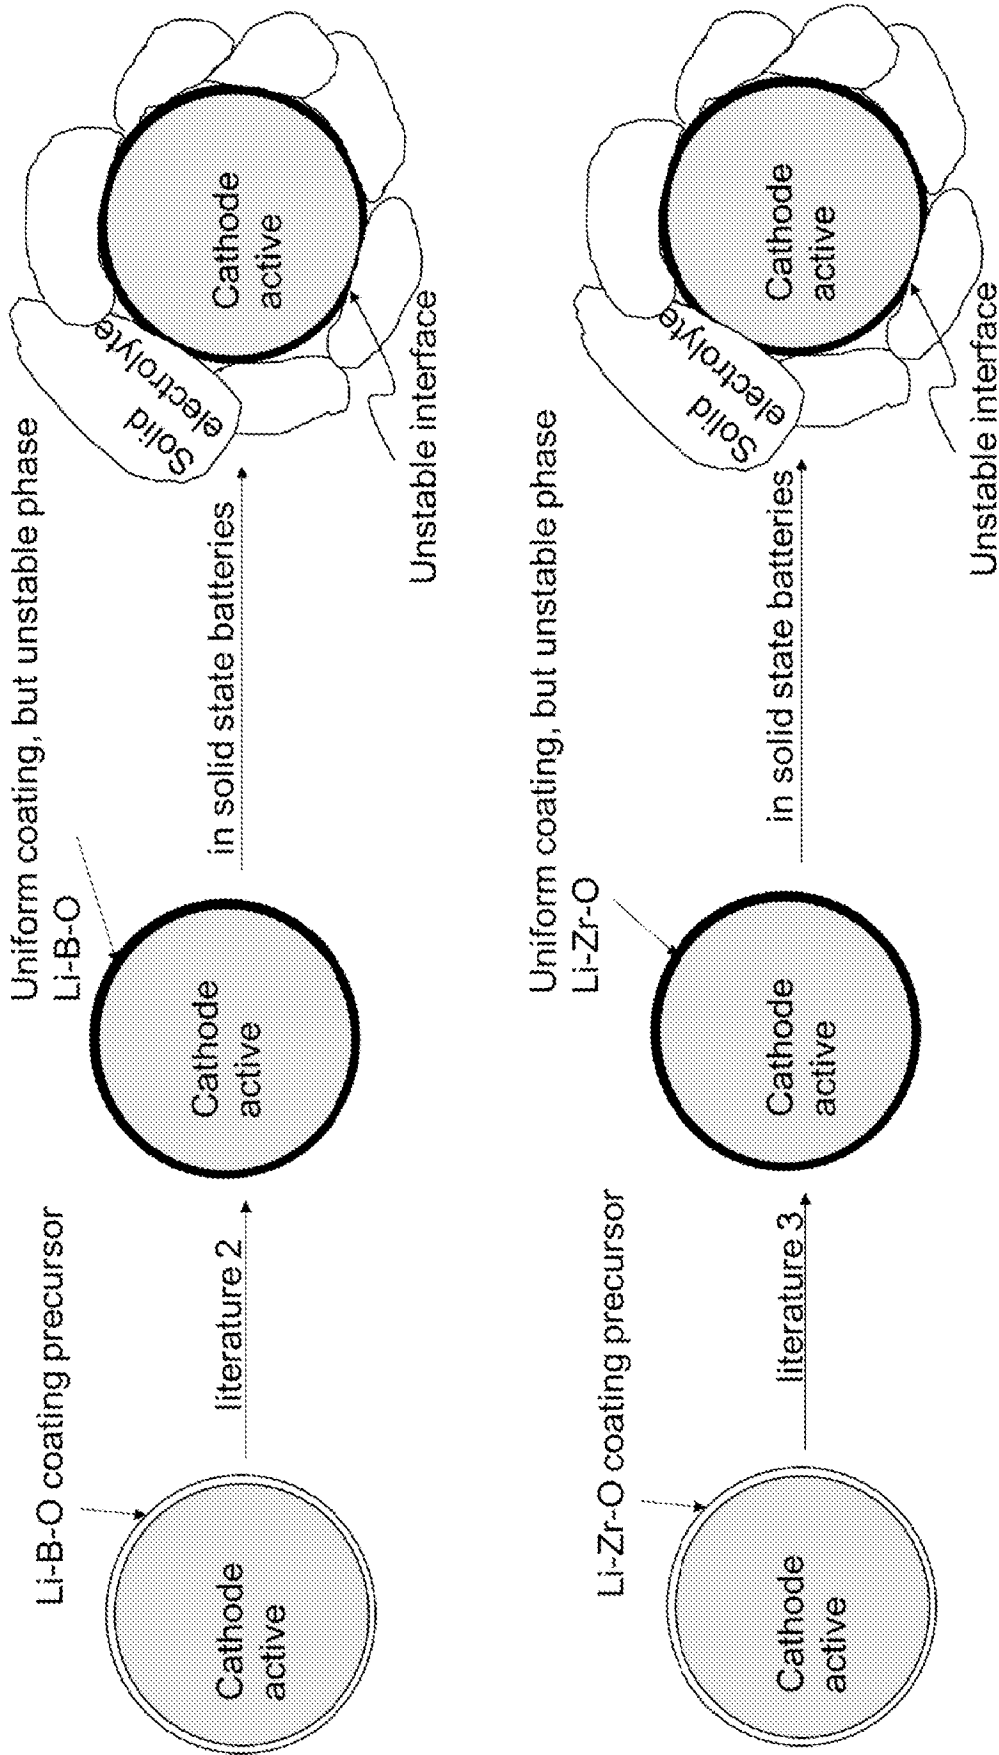 Li-B-O coating precursor
Cathode
active
literature 2
Uniform coating, but unstable phase
Li-B-O
Cathode
active
in solid state batteries
Solid
electrolyte
Cathode
active
Unstable interface
Li-Zr-O coating precursor
Cathode
active
literature 3
Uniform coating, but unstable phase
Li-Zr-O
Cathode
active
in solid state batteries
Solid
electrolyte
Cathode
active
Unstable interface